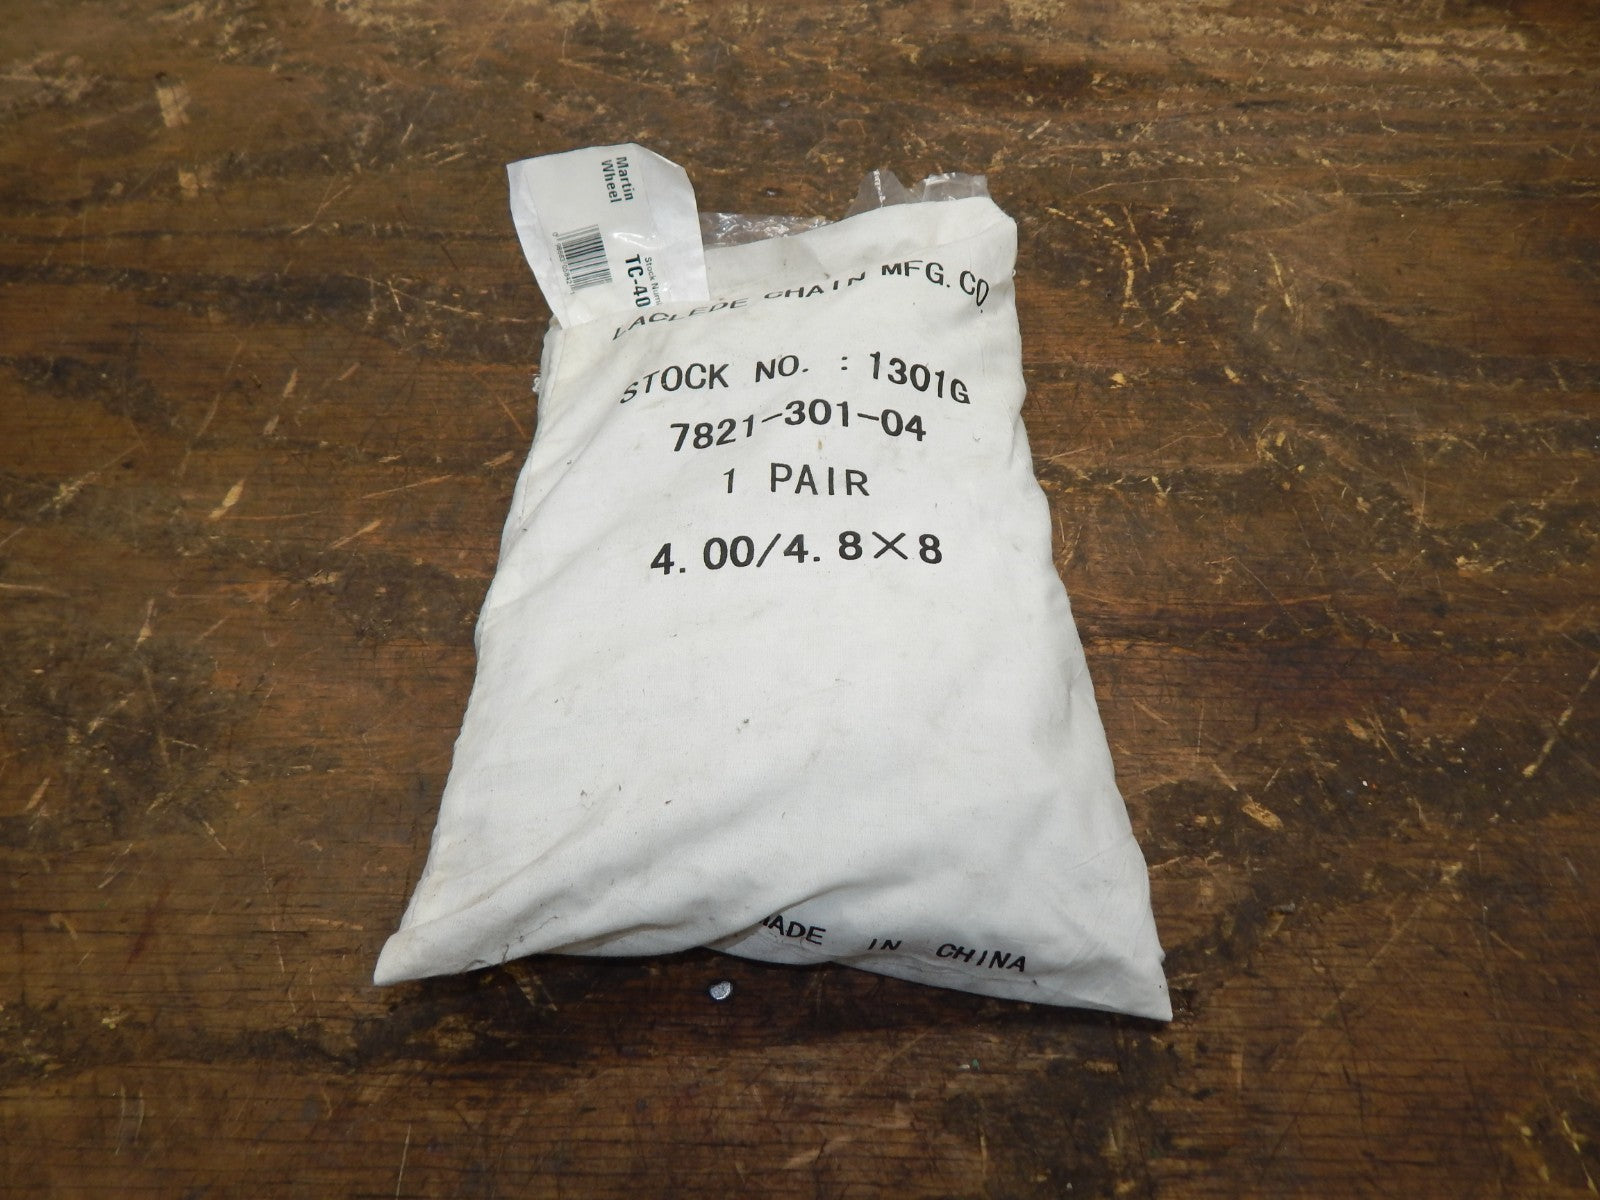 Martin
Wheel
Stock
TC-40
LACLEDE CHAIN MFG. CO.
STOCK NO. : 1301G
7821-301-04
1 PAIR
4.00/4.8×8
MADE IN CHINA